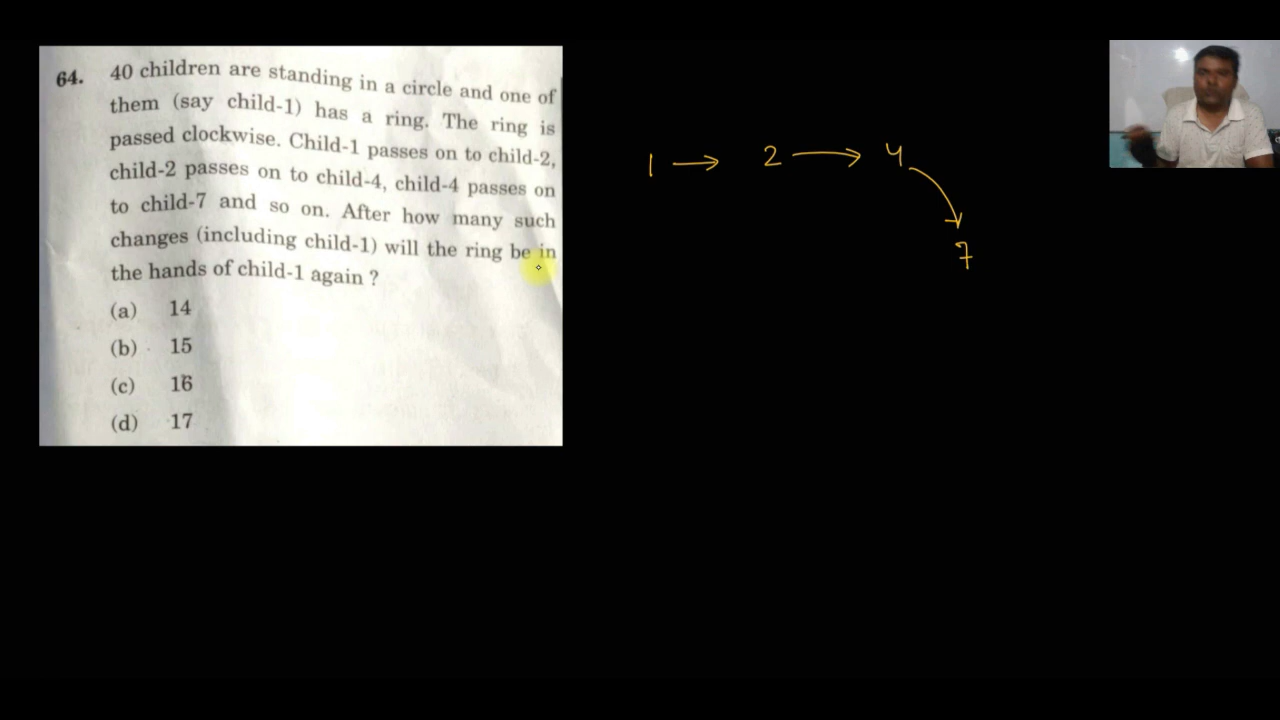 64. 40 children are standing in a circle and one of
them (say child-1) has a ring. The ring is
passed clockwise. Child-1 passes on to child-2,
child-2 passes on to child-4, child-4 passes on
to child-7 and so on. After how many such
changes (including child-1) will the ring be in
the hands of child-1 again ?
(a) 14
(b) 15
(c) 16
(d) 17
1 → 2 → 4
7